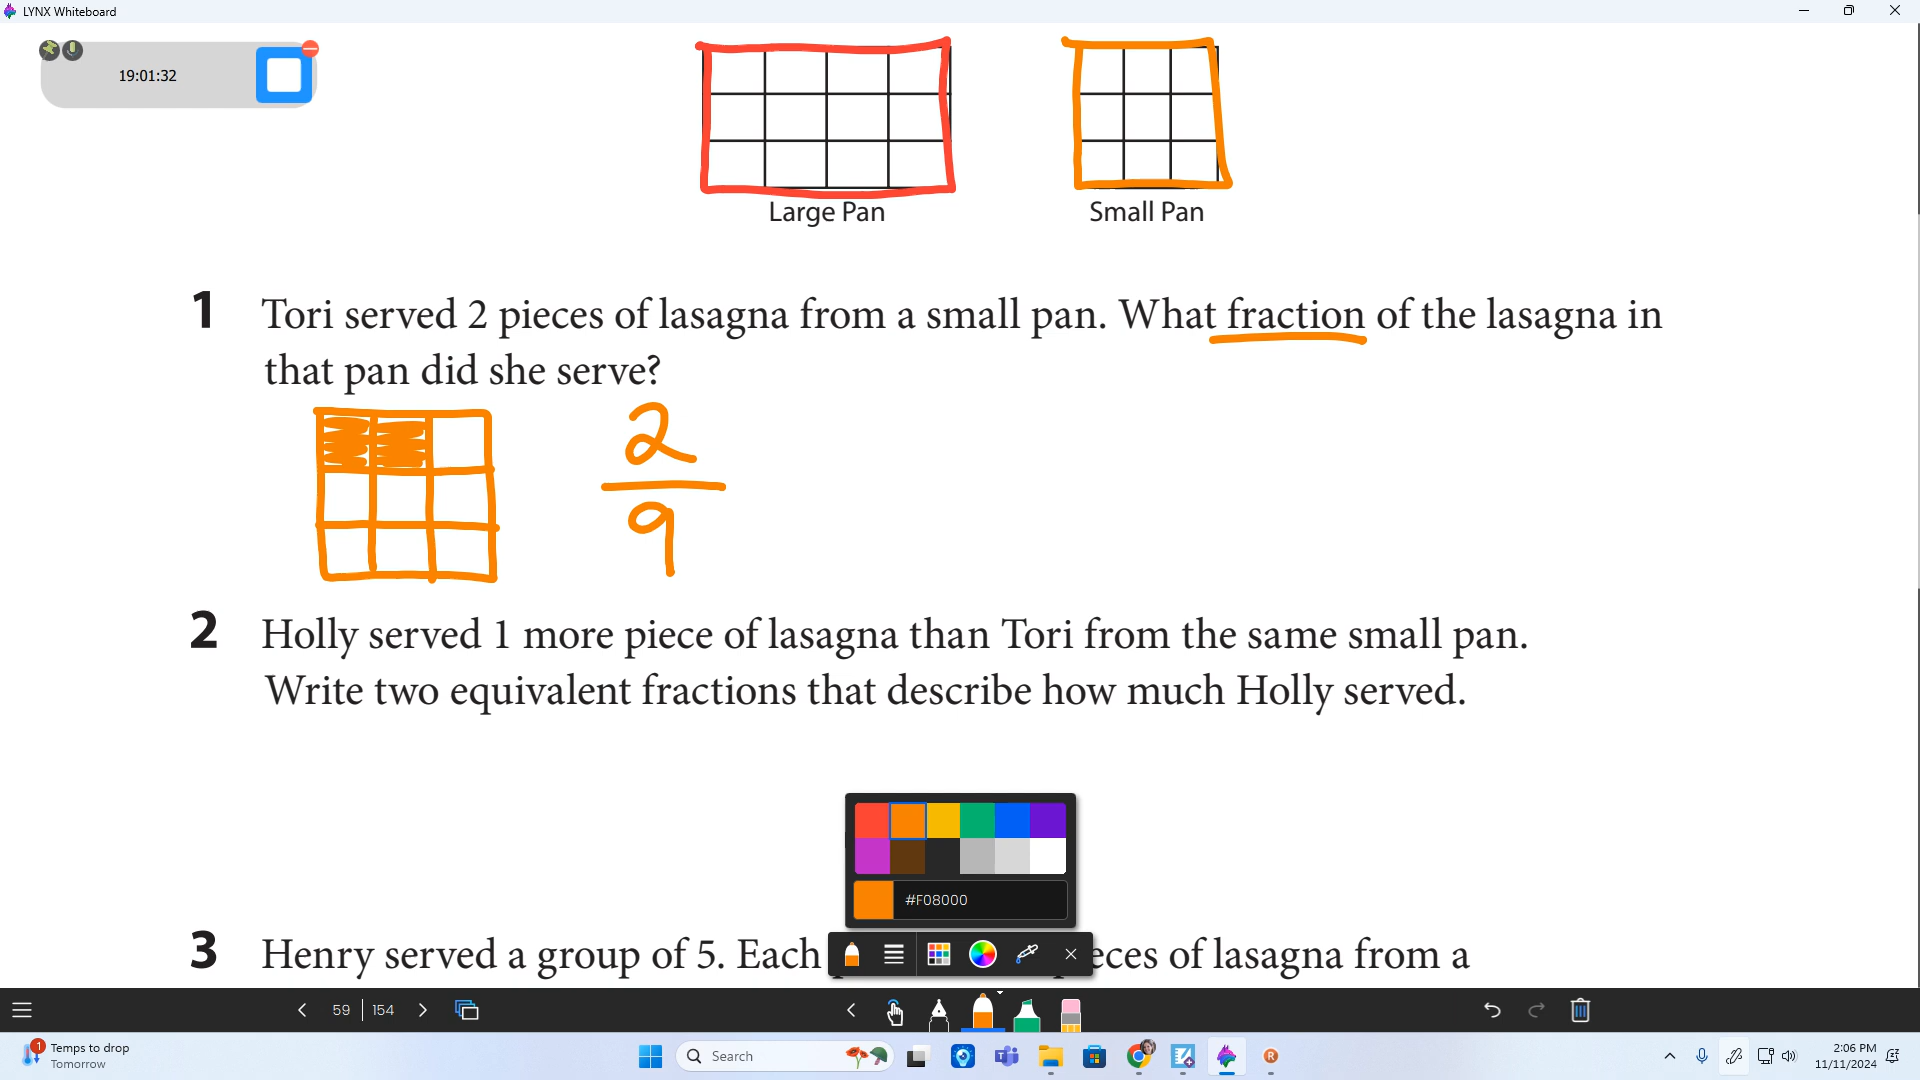 LYNX Whiteboard
19:01:32
Large Pan
Small Pan
1 Tori served 2 pieces of lasagna from a small pan. What fraction of the lasagna in
that pan did she serve?
2
9
2 Holly served 1 more piece of lasagna than Tori from the same small pan.
Write two equivalent fractions that describe how much Holly served.
#F08000
3 Henry served a group of 5. Each
eces of lasagna from a
59 154
1
Temps to drop
Tomorrow
Search
R
2:06 PM
11/11/2024